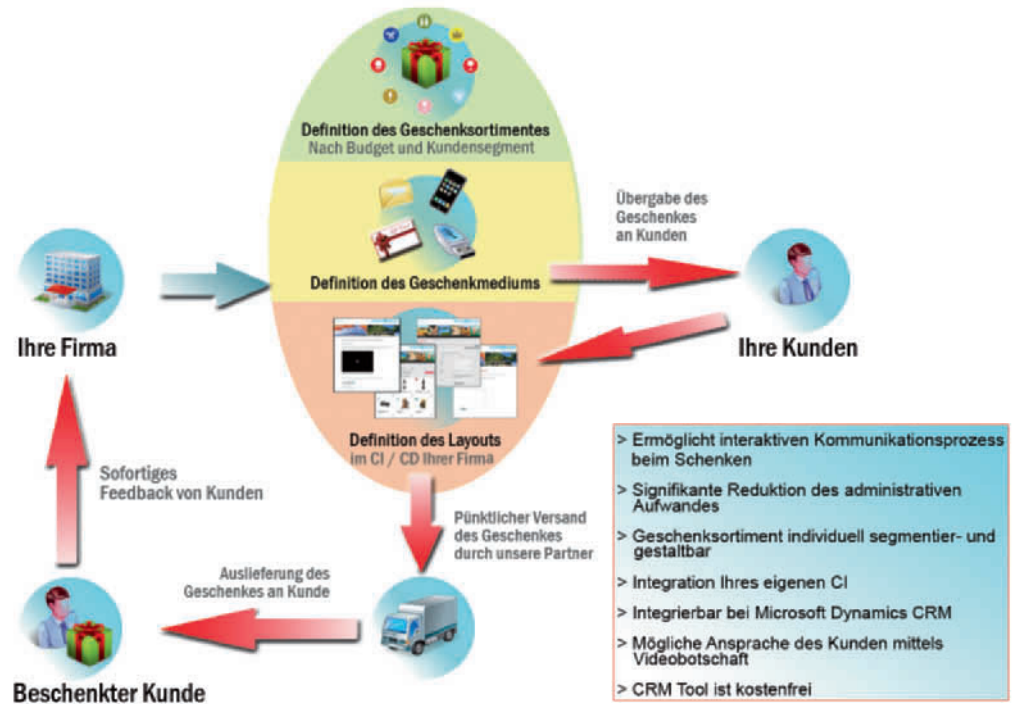 Definition des Geschenksortimentes
Nach Budget und Kundensegment
Definition des Geschenkmediums
Übergabe des
Geschenkes
an Kunden
Ihre Firma
Ihre Kunden
Definition des Layouts
im CI / CD Ihrer Firma
Sofortiges
Feedback von Kunden
Pünktlicher Versand
des Geschenkes
durch unsere Partner
Auslieferung des
Geschenkes an Kunde
Beschenkter Kunde
> Ermöglicht interaktiven Kommunikationsprozess
beim Schenken
> Signifikante Reduktion des administrativen
Aufwandes
> Geschenksortiment individuell segmentier- und
gestaltbar
> Integration Ihres eigenen CI
> Integrierbar bei Microsoft Dynamics CRM
> Mögliche Ansprache des Kunden mittels
Videobotschaft
> CRM Tool ist kostenfrei